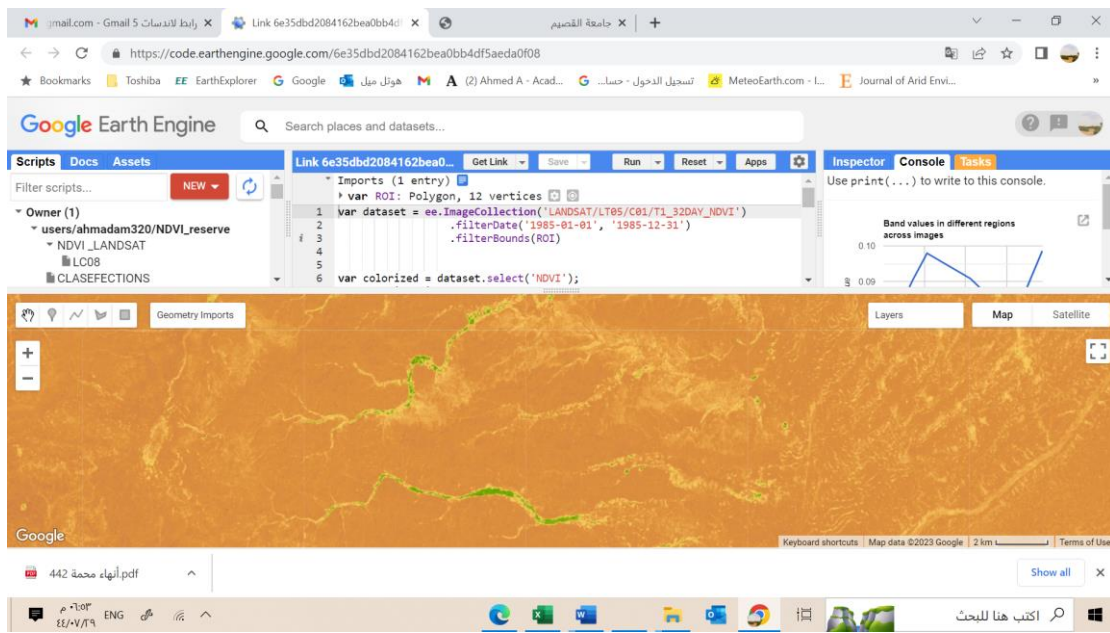 gmail.com - Gmail 5 رابط لاندسات
Link 6e35dbd2084162bea0bb4d
جامعة القصيم
https://code.earthengine.google.com/6e35dbd2084162bea0bb4df5aeda0f08
Bookmarks Toshiba EE EarthExplorer Google هوتل ميل (2) Ahmed A - Acad... تسجيل الدخول - حسا... MeteoEarth.com - I... Journal of Arid Envi... »
Google Earth Engine
Search places and datasets...
Scripts Docs Assets
Filter scripts... NEW
Owner (1)
users/ahmadam320/NDVI_reserve
NDVI _LANDSAT
LC08
CLASEFECTIONS
Link 6e35dbd2084162bea0... Get Link Save Run Reset Apps
Imports (1 entry)
var ROI: Polygon, 12 vertices
1 var dataset = ee.ImageCollection('LANDSAT/LT05/C01/T1_32DAY_NDVI')
2 .filterDate('1985-01-01', '1985-12-31')
i 3 .filterBounds(ROI)
4
5
6 var colorized = dataset.select('NDVI');
Inspector Console Tasks
Use print(...) to write to this console.
Band values in different regions
across images
0.10
0.09
Geometry Imports
Layers Map Satellite
+
−
Google
Keyboard shortcuts Map data ©2023 Google 2 km Terms of Use
أنهاء محمة 442.pdf
Show all
٠٦:٥٣ م
٤٤/٠٧/٢٩
ENG
اكتب هنا للبحث